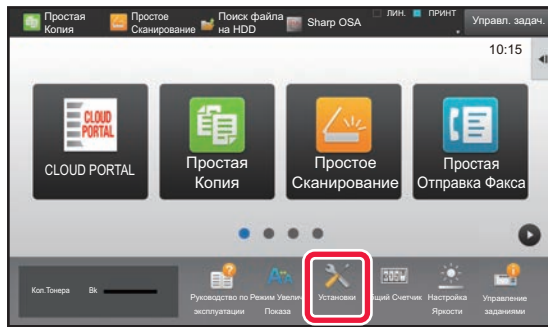 Простая
Копия
Простое
Сканирование
Поиск файла
на HDD
Sharp OSA
ЛИН.
ПРИНТ
Управл. задач.
10:15
CLOUD
PORTAL
CLOUD PORTAL
Простая
Копия
Простое
Сканирование
Простая
Отправка Факса
Кол.Тонера Bk
Руководство по
эксплуатации
Режим Увелич
Показа
Установки
щий Счетчик
Настройка
Яркости
Управление
заданиями